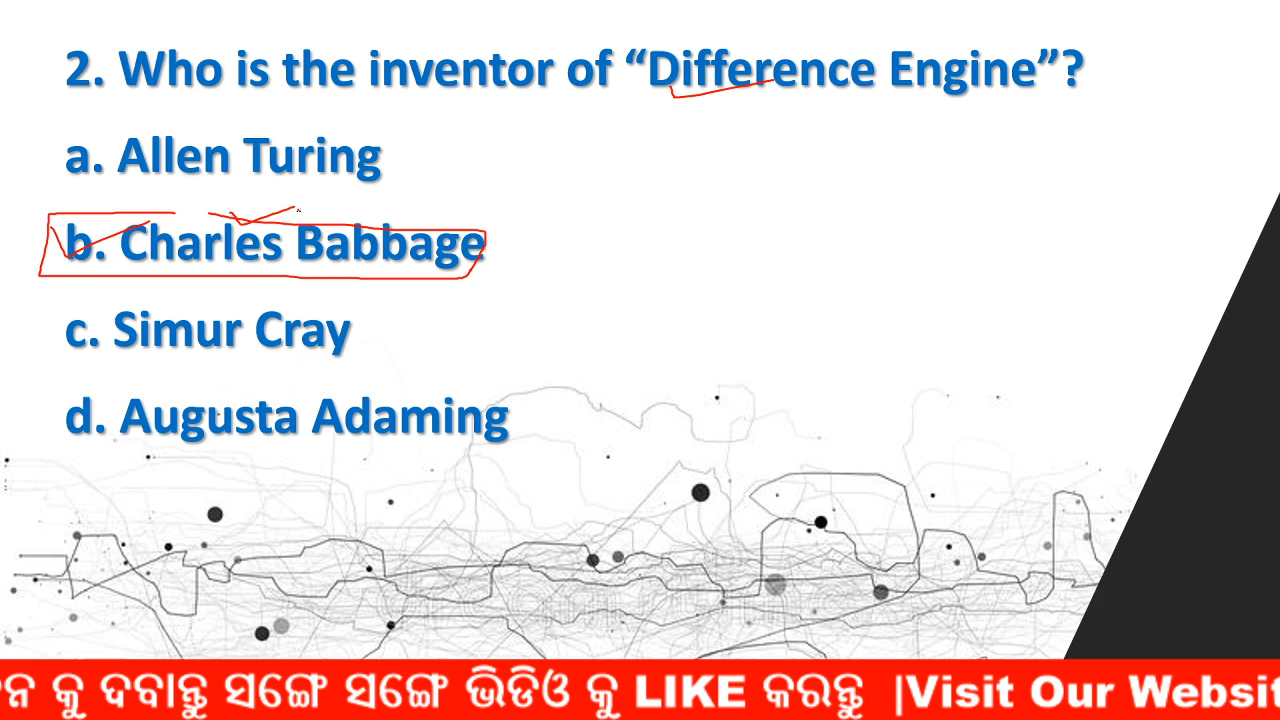 2. Who is the inventor of “Difference Engine”?
a. Allen Turing
b. Charles Babbage
c. Simur Cray
d. Augusta Adaming
କୁ ଦବାନ୍ତୁ ସଙ୍ଗେ ସଙ୍ଗେ ଭିଡିଓ କୁ LIKE କରନ୍ତୁ |Visit Our